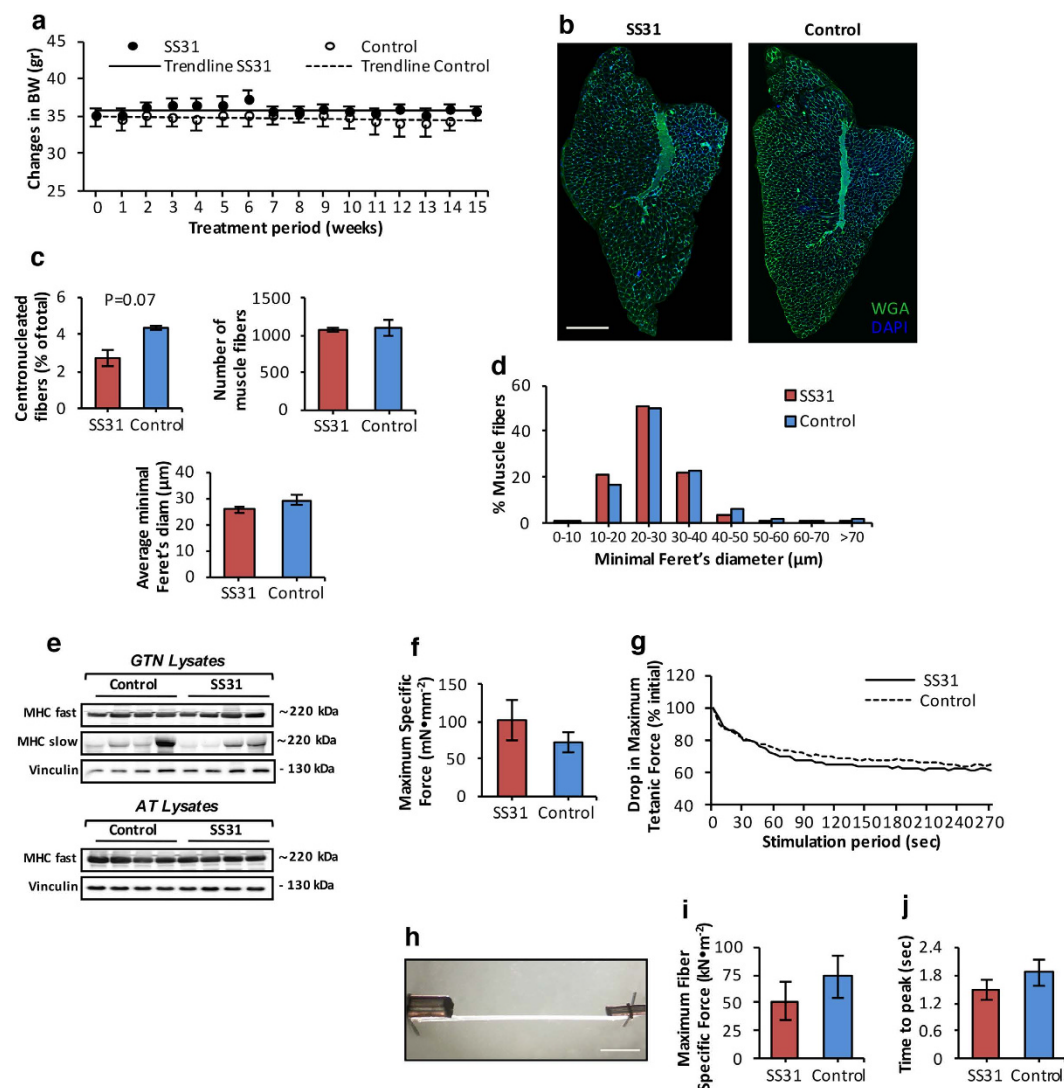 a
Changes in BW (gr)
45
40
35
30
25
SS31
Control
Trendline SS31
Trendline Control
0 1 2 3 4 5 6 7 8 9 10 11 12 13 14 15
Treatment period (weeks)
b
SS31
Control
WGA
DAPI
c
Centronucleated
fibers (% of total)
6
4
2
0
P=0.07
SS31 Control
Number of
muscle fibers
1500
1000
500
0
SS31 Control
Average minimal
Feret's diam (µm)
40
30
20
10
0
SS31 Control
d
% Muscle fibers
60
40
20
0
SS31
Control
0-10 10-20 20-30 30-40 40-50 50-60 60-70 >70
Minimal Feret's diameter (µm)
e
GTN Lysates
Control SS31
MHC fast ~220 kDa
MHC slow ~220 kDa
Vinculin - 130 kDa
AT Lysates
Control SS31
MHC fast ~220 kDa
Vinculin - 130 kDa
f
Maximum Specific
Force (mN•mm-2)
150
100
50
0
SS31 Control
g
Drop in Maximum
Tetanic Force (% initial)
120
100
80
60
40
SS31
Control
0 30 60 90 120 150 180 210 240 270
Stimulation period (sec)
h
i
Maximum Fiber
Specific Force (kN•m-2)
100
75
50
25
0
SS31 Control
j
Time to peak (sec)
2.4
1.8
1.2
0.6
0
SS31 Control